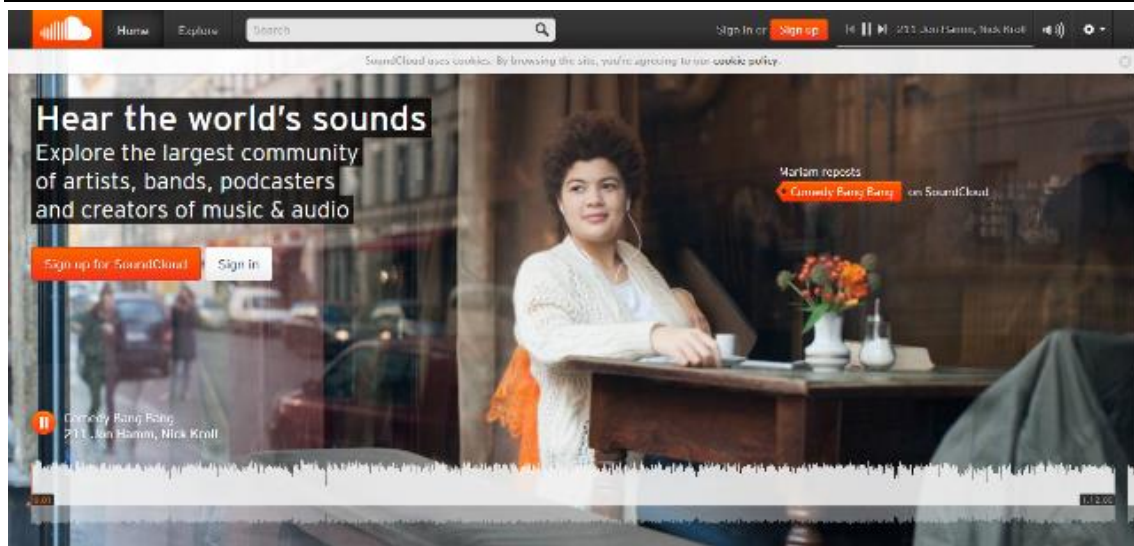 Home Explore Search Sign in or Sign up 211 Jon Hamm, Nick Kroll
SoundCloud uses cookies. By browsing the site, you're agreeing to our cookie policy.
Hear the world's sounds
Explore the largest community
of artists, bands, podcasters
and creators of music & audio
Mariam reposts
Comedy Bang Bang on SoundCloud
Sign up for SoundCloud Sign in
Comedy Bang Bang
211 Jon Hamm, Nick Kroll